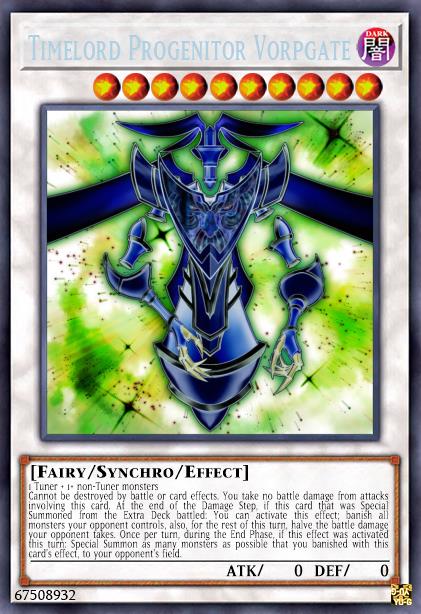 Timelord Progenitor Vorpgate
DARK
闇
[Fairy/Synchro/Effect]
1 Tuner + 1+ non-Tuner monsters
Cannot be destroyed by battle or card effects. You take no battle damage from attacks
involving this card. At the end of the Damage Step, if this card that was Special
Summoned from the Extra Deck battled: You can activate this effect; banish all
monsters your opponent controls, also, for the rest of this turn, halve the battle damage
your opponent takes. Once per turn, during the End Phase, if this effect was activated
this turn: Special Summon as many monsters as possible that you banished with this
card's effect, to your opponent's field.
ATK/ 0 DEF/ 0
67508932